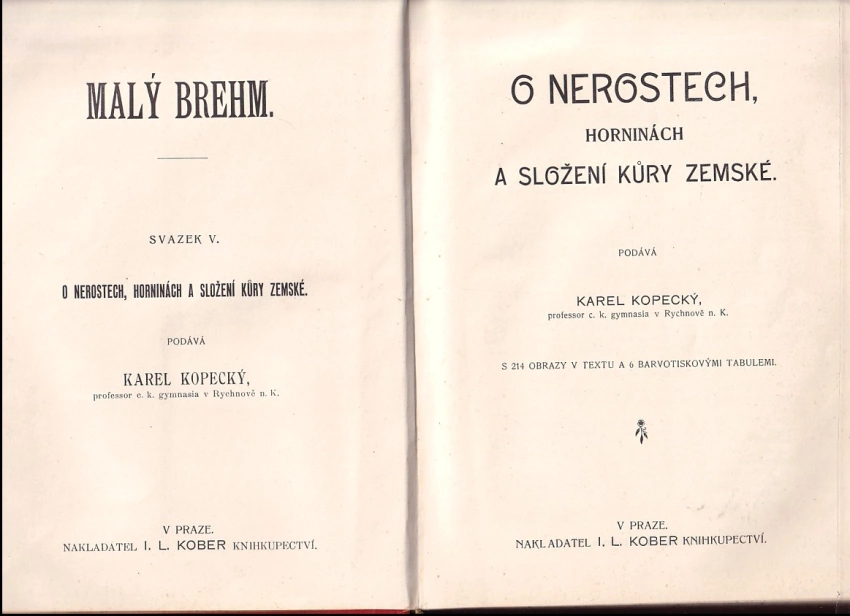 MALÝ BREHM.
SVAZEK V.
O NEROSTECH, HORNINÁCH A SLOŽENÍ KŮRY ZEMSKÉ.
PODÁVÁ
KAREL KOPECKÝ,
professor c. k. gymnasia v Rychnově n. K.
V PRAZE.
NAKLADATEL I. L. KOBER KNIHKUPECTVÍ.
O NEROSTECH,
HORNINÁCH
A SLOŽENÍ KŮRY ZEMSKÉ.
PODÁVÁ
KAREL KOPECKÝ,
professor c. k. gymnasia v Rychnově n. K.
S 214 OBRAZY V TEXTU A 6 BARVOTISKOVÝMI TABULEMI.
V PRAZE.
NAKLADATEL I. L. KOBER KNIHKUPECTVÍ.